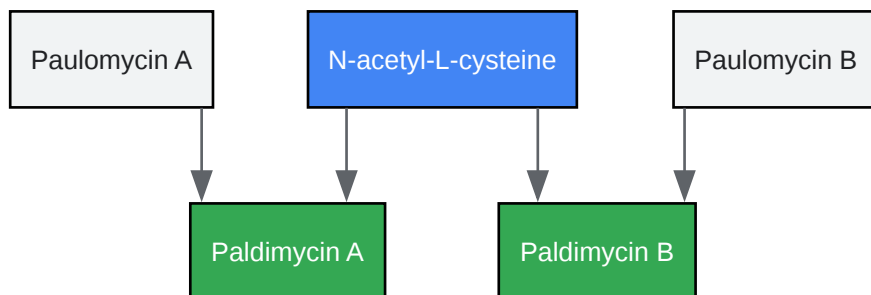 Paulomycin A
N-acetyl-L-cysteine
Paulomycin B
Paldimycin A
Paldimycin B